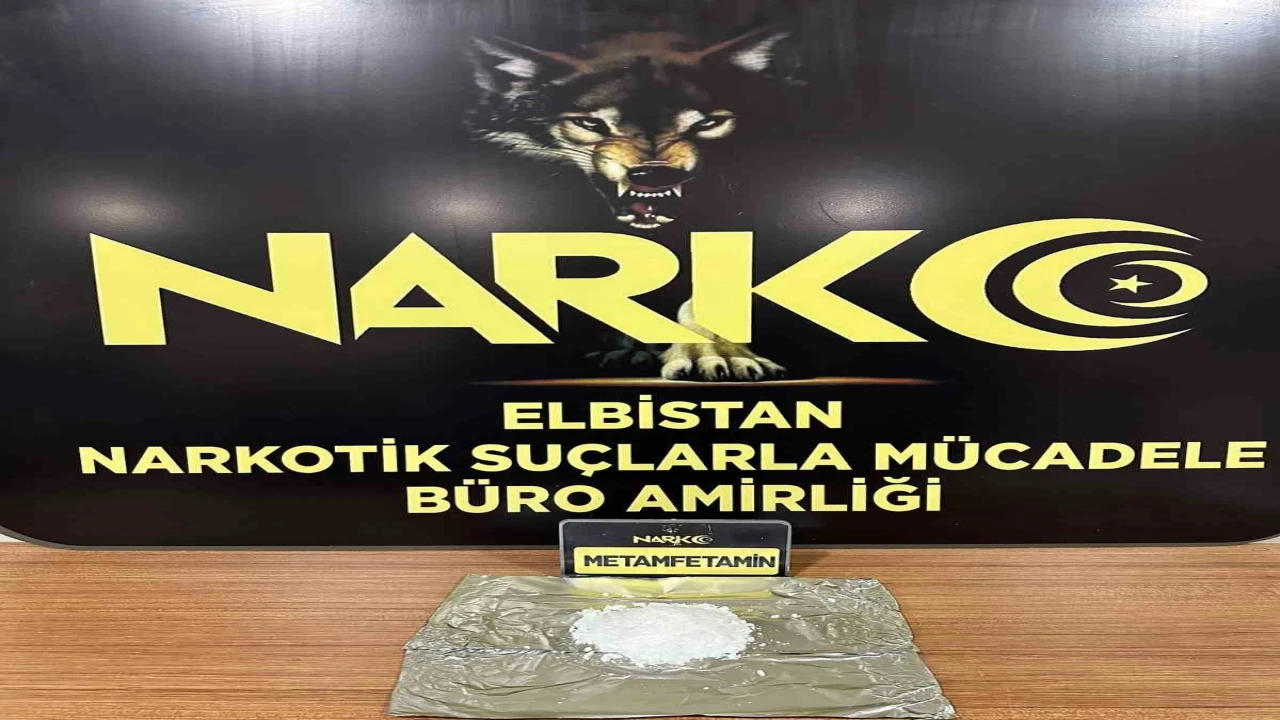 NARKO
ELBİSTAN
NARKOTİK SUÇLARLA MÜCADELE
BÜRO AMİRLİĞİ
NARKO
METAMFETAMİN